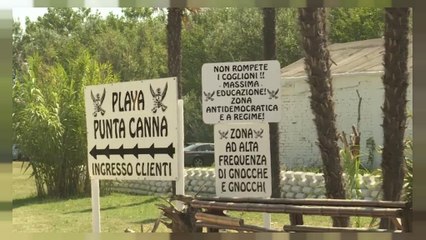 PLAYA
PUNTA CANNA
INGRESSO CLIENTI
NON ROMPETE
I COGLIONI !!
- MASSIMA
EDUCAZIONE! -
ZONA
ANTIDEMOCRATICA
E A REGIME!
ZONA
AD ALTA
FREQUENZA
DI GNOCCHE
E GNOCCHI